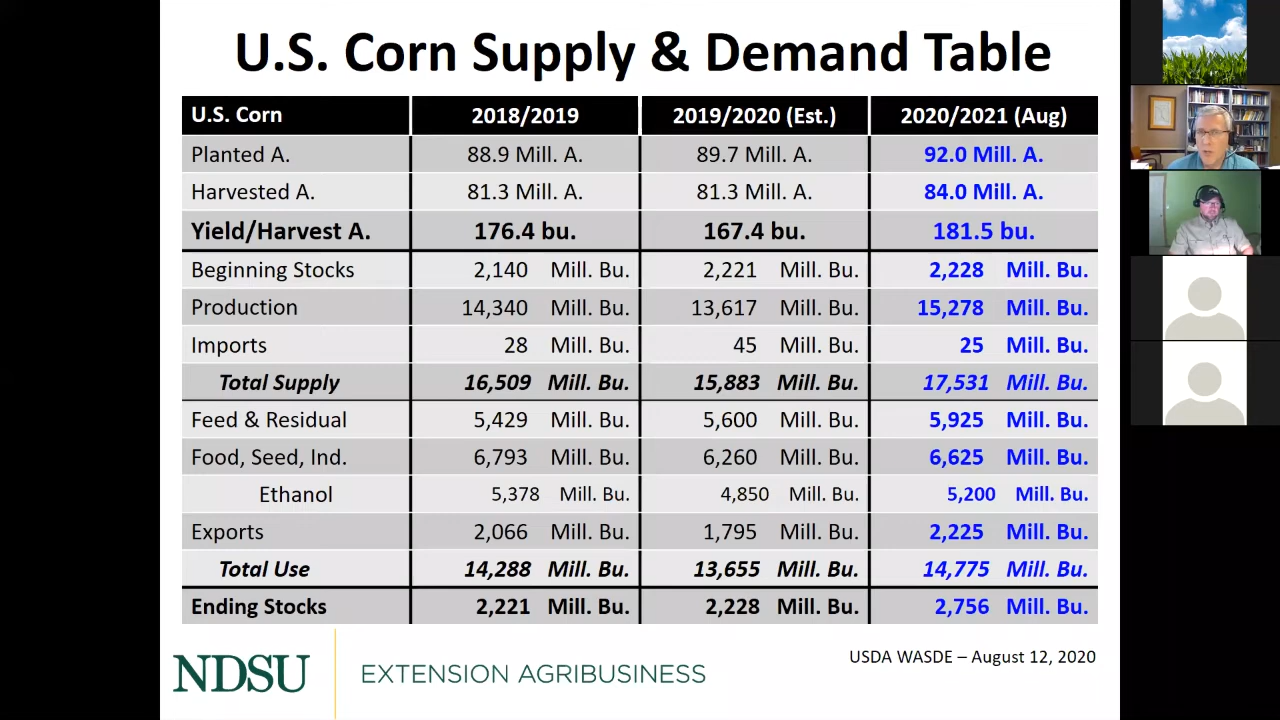 U.S. Corn Supply & Demand Table
U.S. Corn 2018/2019 2019/2020 (Est.) 2020/2021 (Aug)
Planted A. 88.9 Mill. A. 89.7 Mill. A. 92.0 Mill. A.
Harvested A. 81.3 Mill. A. 81.3 Mill. A. 84.0 Mill. A.
Yield/Harvest A. 176.4 bu. 167.4 bu. 181.5 bu.
Beginning Stocks 2,140 Mill. Bu. 2,221 Mill. Bu. 2,228 Mill. Bu.
Production 14,340 Mill. Bu. 13,617 Mill. Bu. 15,278 Mill. Bu.
Imports 28 Mill. Bu. 45 Mill. Bu. 25 Mill. Bu.
Total Supply 16,509 Mill. Bu. 15,883 Mill. Bu. 17,531 Mill. Bu.
Feed & Residual 5,429 Mill. Bu. 5,600 Mill. Bu. 5,925 Mill. Bu.
Food, Seed, Ind. 6,793 Mill. Bu. 6,260 Mill. Bu. 6,625 Mill. Bu.
Ethanol 5,378 Mill. Bu. 4,850 Mill. Bu. 5,200 Mill. Bu.
Exports 2,066 Mill. Bu. 1,795 Mill. Bu. 2,225 Mill. Bu.
Total Use 14,288 Mill. Bu. 13,655 Mill. Bu. 14,775 Mill. Bu.
Ending Stocks 2,221 Mill. Bu. 2,228 Mill. Bu. 2,756 Mill. Bu.
USDA WASDE – August 12, 2020
NDSU EXTENSION AGRIBUSINESS